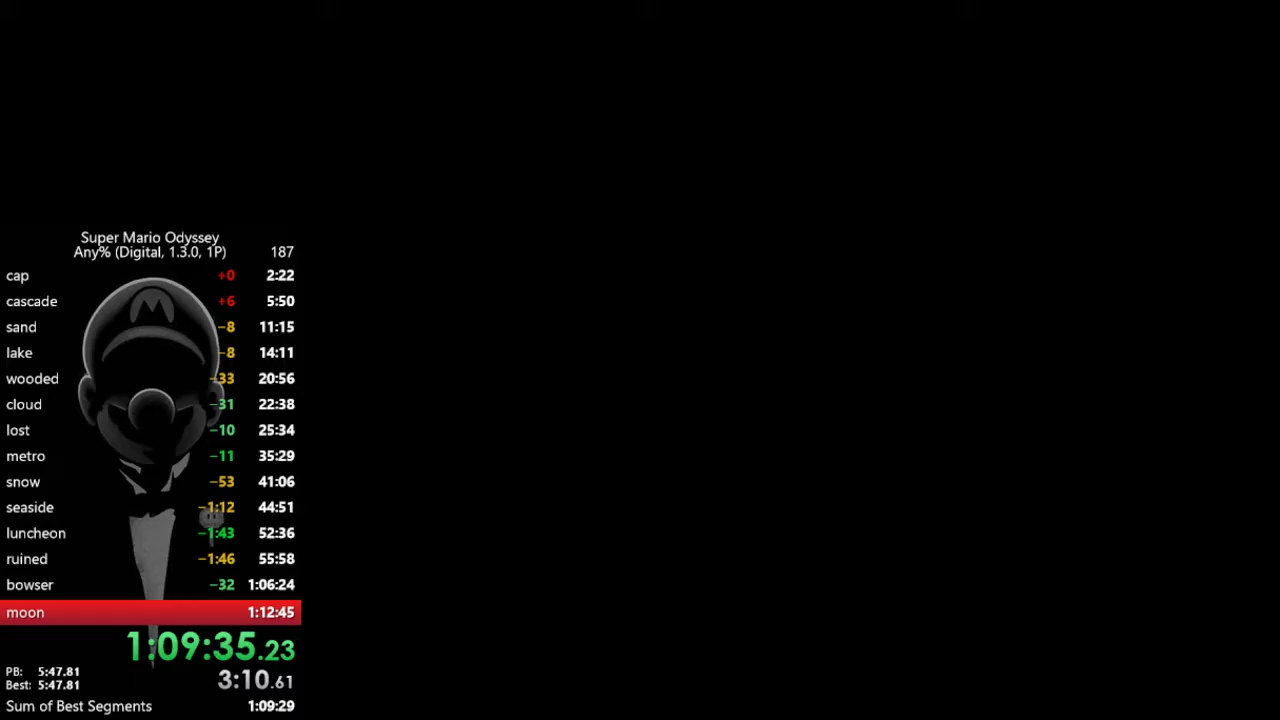 Super Mario Odyssey
Any% (Digital, 1.3.0, 1P) 187
cap +0 2:22
cascade +6 5:50
sand −8 11:15
lake −8 14:11
wooded −33 20:56
cloud −31 22:38
lost −10 25:34
metro −11 35:29
snow −53 41:06
seaside −1:12 44:51
luncheon −1:43 52:36
ruined −1:46 55:58
bowser −32 1:06:24
moon 1:12:45
1:09:35.23
PB: 5:47.81
3:10.61
Best: 5:47.81
Sum of Best Segments 1:09:29